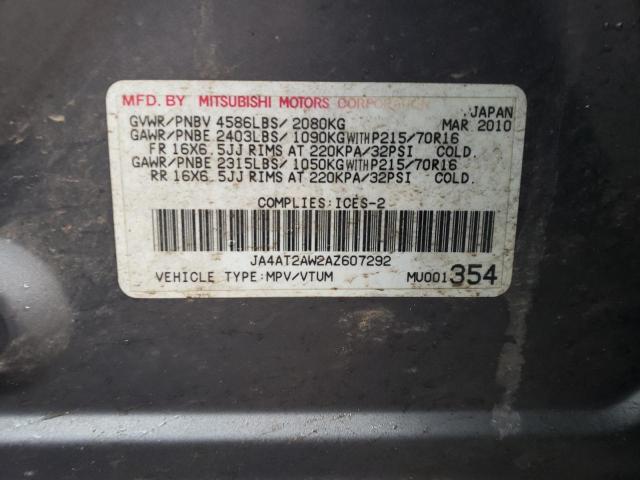 MFD. BY MITSUBISHI MOTORS CORPORATION
JAPAN
GVWR/PNBV 4586LBS/2080KG MAR 2010
GAWR/PNBE 2403LBS/1090KG WITH P215/70R16
FR 16X6.5JJ RIMS AT 220KPA/32PSI COLD.
GAWR/PNBE 2315LBS/1050KG WITH P215/70R16
RR 16X6.5JJ RIMS AT 220KPA/32PSI COLD.
COMPLIES:ICES-2
JA4AT2AW2AZ607292
VEHICLE TYPE:MPV/VTUM MU001354